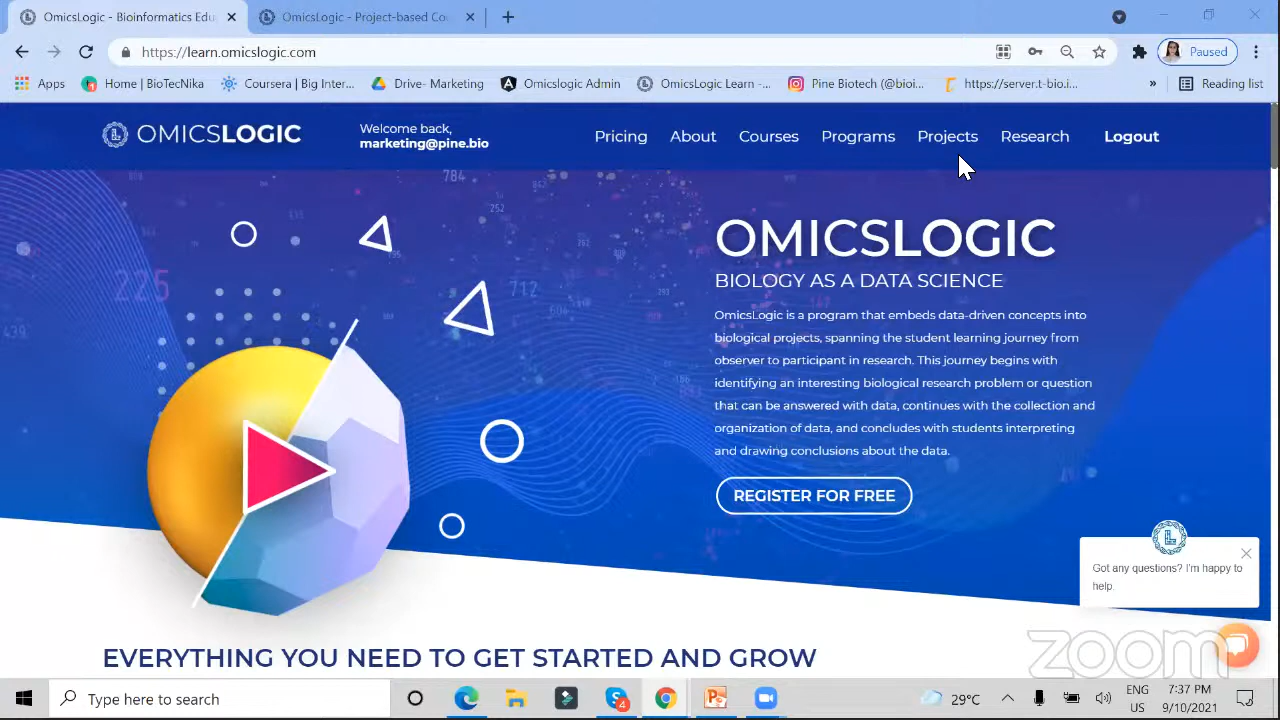 OmicsLogic - Bioinformatics Edu
OmicsLogic - Project-based Co
https://learn.omicslogic.com
Paused
Apps
Home | BioTecNika
Coursera | Big Inter...
Drive- Marketing
Omicslogic Admin
OmicsLogic Learn -...
Pine Biotech (@bioi...
https://server.t-bio.i...
»
Reading list
OMICSLOGIC
Welcome back,
marketing@pine.bio
Pricing
About
Courses
Programs
Projects
Research
Logout
784
252
225
712
439
OMICSLOGIC
BIOLOGY AS A DATA SCIENCE
OmicsLogic is a program that embeds data-driven concepts into
biological projects, spanning the student learning journey from
observer to participant in research. This journey begins with
identifying an interesting biological research problem or question
that can be answered with data, continues with the collection and
organization of data, and concludes with students interpreting
and drawing conclusions about the data.
REGISTER FOR FREE
Got any questions? I'm happy to
help.
EVERYTHING YOU NEED TO GET STARTED AND GROW
zoom
Type here to search
4
29°C
ENG
US
7:37 PM
9/10/2021